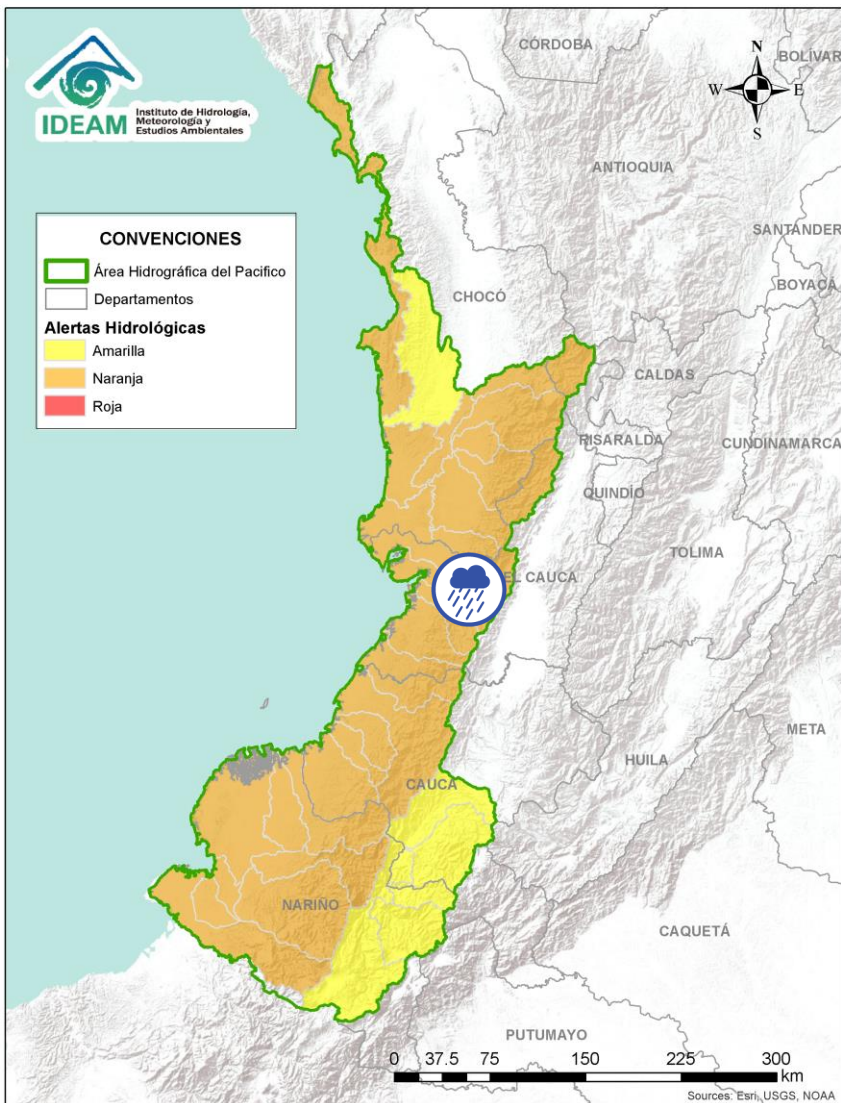 IDEAM
Instituto de Hidrología,
Meteorología y
Estudios Ambientales
CÓRDOBA
BOLÍVAR
N
W
E
S
ANTIOQUIA
SANTANDER
BOYACÁ
CONVENCIONES
Área Hidrográfica del Pacifico
Departamentos
Alertas Hidrológicas
Amarilla
Naranja
Roja
CHOCÓ
CALDAS
RISARALDA
CUNDINAMARCA
QUINDÍO
TOLIMA
EL CAUCA
META
HUILA
CAUCA
NARIÑO
CAQUETÁ
PUTUMAYO
0 37.5 75 150 225 300
km
Sources: Esri, USGS, NOAA